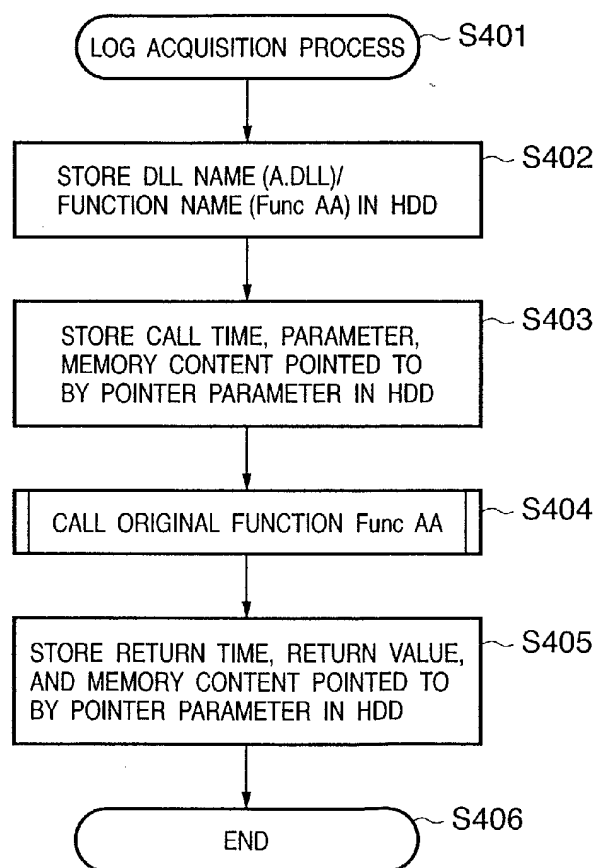 LOG ACQUISITION PROCESS
S401
STORE DLL NAME (A.DLL)/
FUNCTION NAME (Func AA) IN HDD
S402
STORE CALL TIME, PARAMETER,
MEMORY CONTENT POINTED TO
BY POINTER PARAMETER IN HDD
S403
CALL ORIGINAL FUNCTION Func AA
S404
STORE RETURN TIME, RETURN VALUE,
AND MEMORY CONTENT POINTED TO
BY POINTER PARAMETER IN HDD
S405
END
S406